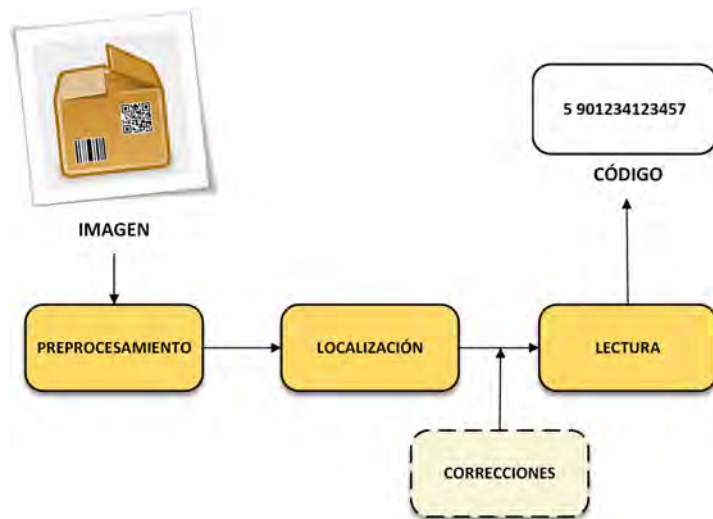 5 901234123457
CÓDIGO
IMAGEN
PREPROCESAMIENTO
LOCALIZACIÓN
LECTURA
CORRECCIONES